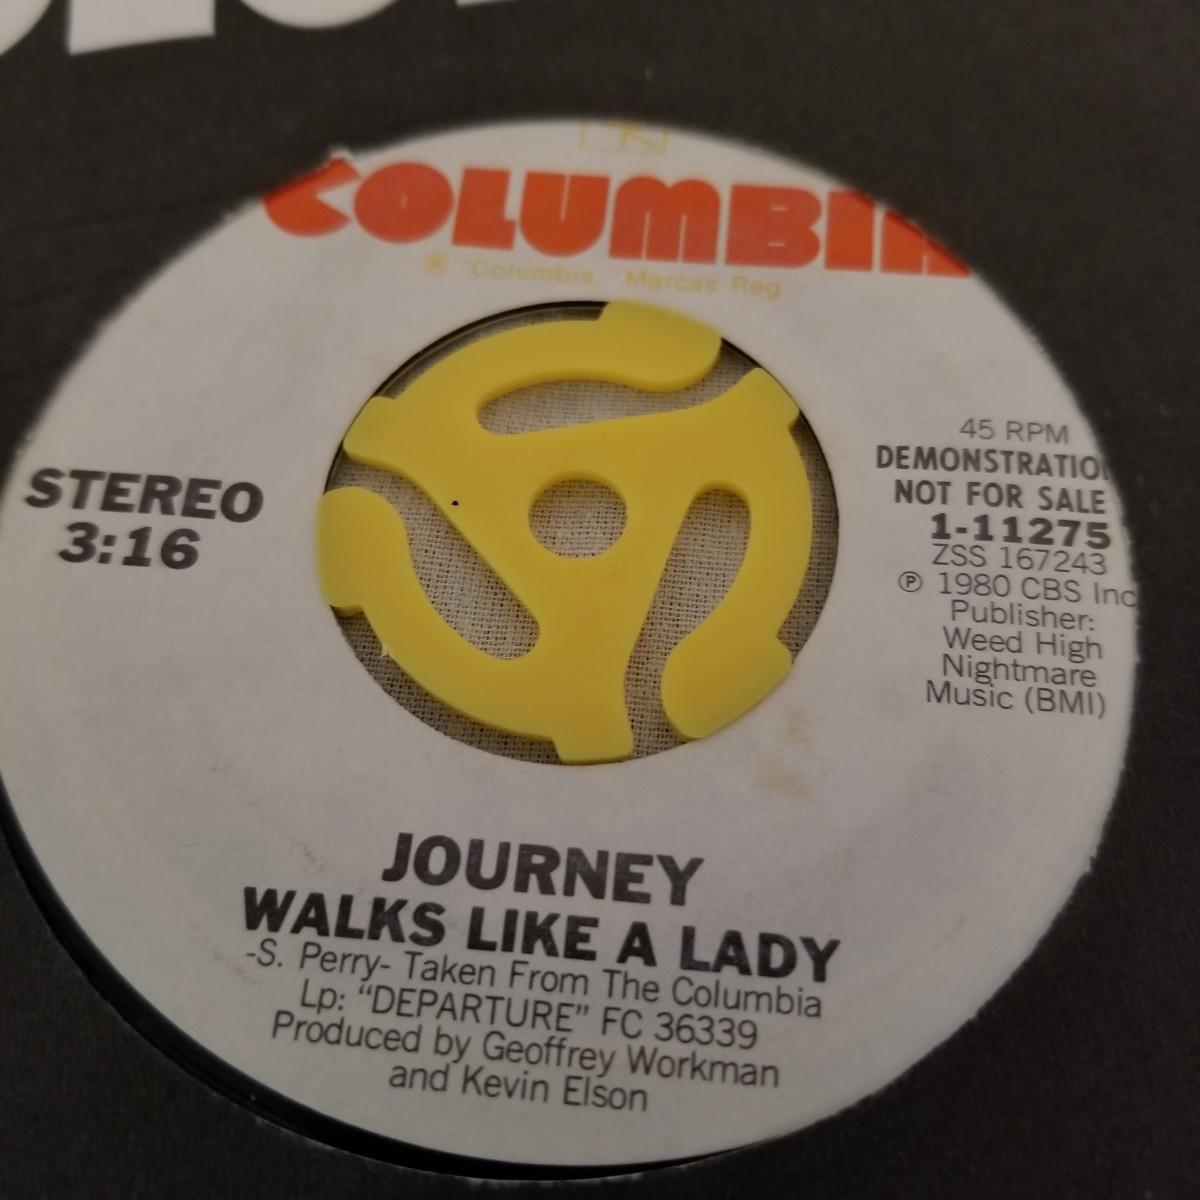 COLUMBIA
® "Columbia," Marcas Reg.
STEREO
3:16
45 RPM
DEMONSTRATIO
NOT FOR SALE
1-11275
ZSS 167243
℗ 1980 CBS Inc
Publisher:
Weed High
Nightmare
Music (BMI)
JOURNEY
WALKS LIKE A LADY
-S. Perry- Taken From The Columbia
Lp: "DEPARTURE" FC 36339
Produced by Geoffrey Workman
and Kevin Elson